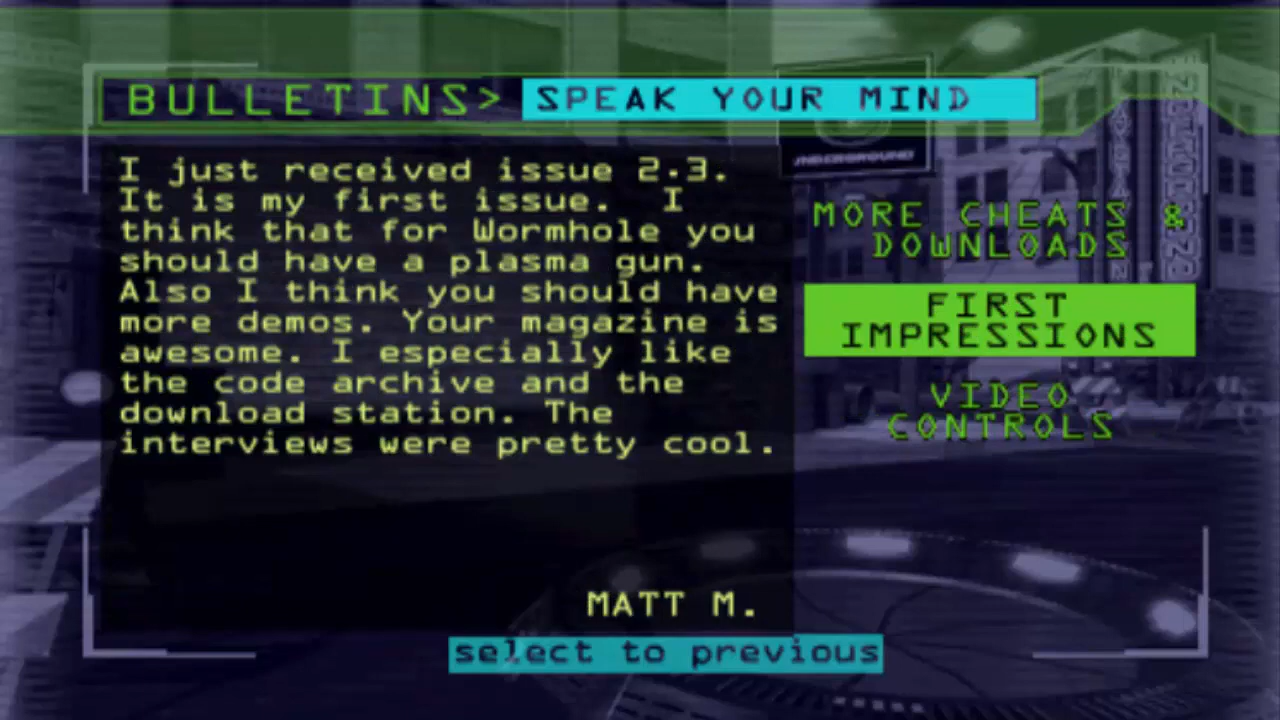 BULLETINS> SPEAK YOUR MIND
UNDERGROUND
I just received issue 2.3.
It is my first issue. I
think that for Wormhole you
should have a plasma gun.
Also I think you should have
more demos. Your magazine is
awesome. I especially like
the code archive and the
download station. The
interviews were pretty cool.
MATT M.
MORE CHEATS &
DOWNLOADS
FIRST
IMPRESSIONS
VIDEO
CONTROLS
select to previous